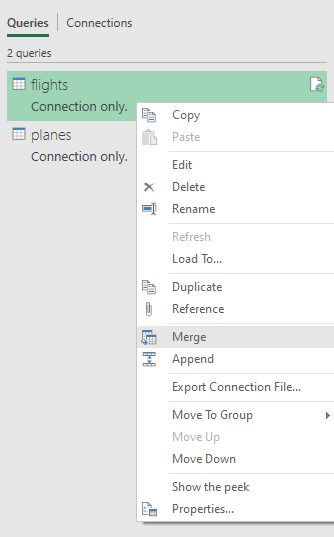 Queries | Connections
2 queries
flights
Connection only.
planes
Connection only.
Copy
Paste
Edit
Delete
Rename
Refresh
Load To...
Duplicate
Reference
Merge
Append
Export Connection File...
Move To Group
Move Up
Move Down
Show the peek
Properties...